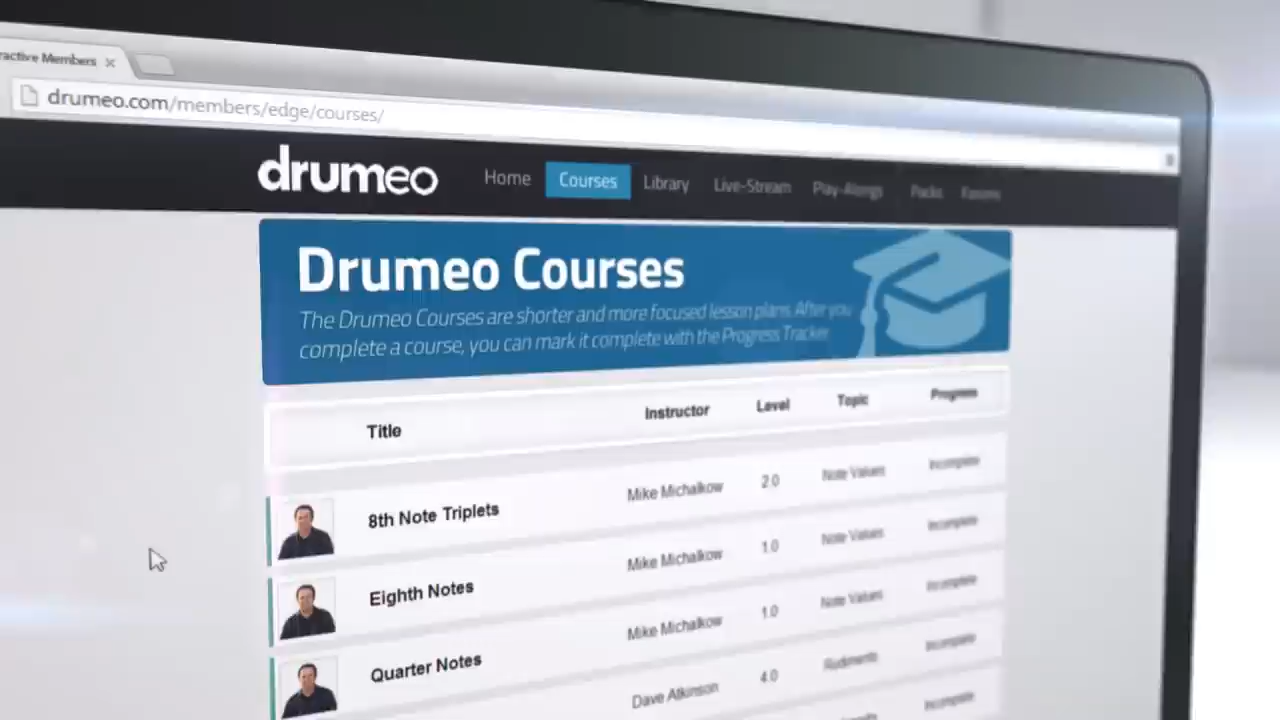 ractive Members
drumeo.com/members/edge/courses/
drumeo Home Courses Library Live-Stream Play-Alongs Packs Forums
Drumeo Courses
The Drumeo Courses are shorter and more focused lesson plans. After you
complete a course, you can mark it complete with the Progress Tracker.
Title Instructor Level Topic Progress
8th Note Triplets Mike Michalkow 2.0 Note Values Incomplete
Eighth Notes Mike Michalkow 1.0 Note Values Incomplete
Quarter Notes Mike Michalkow 1.0 Note Values Incomplete
Dave Atkinson 4.0 Rudiments Incomplete
Incomplete